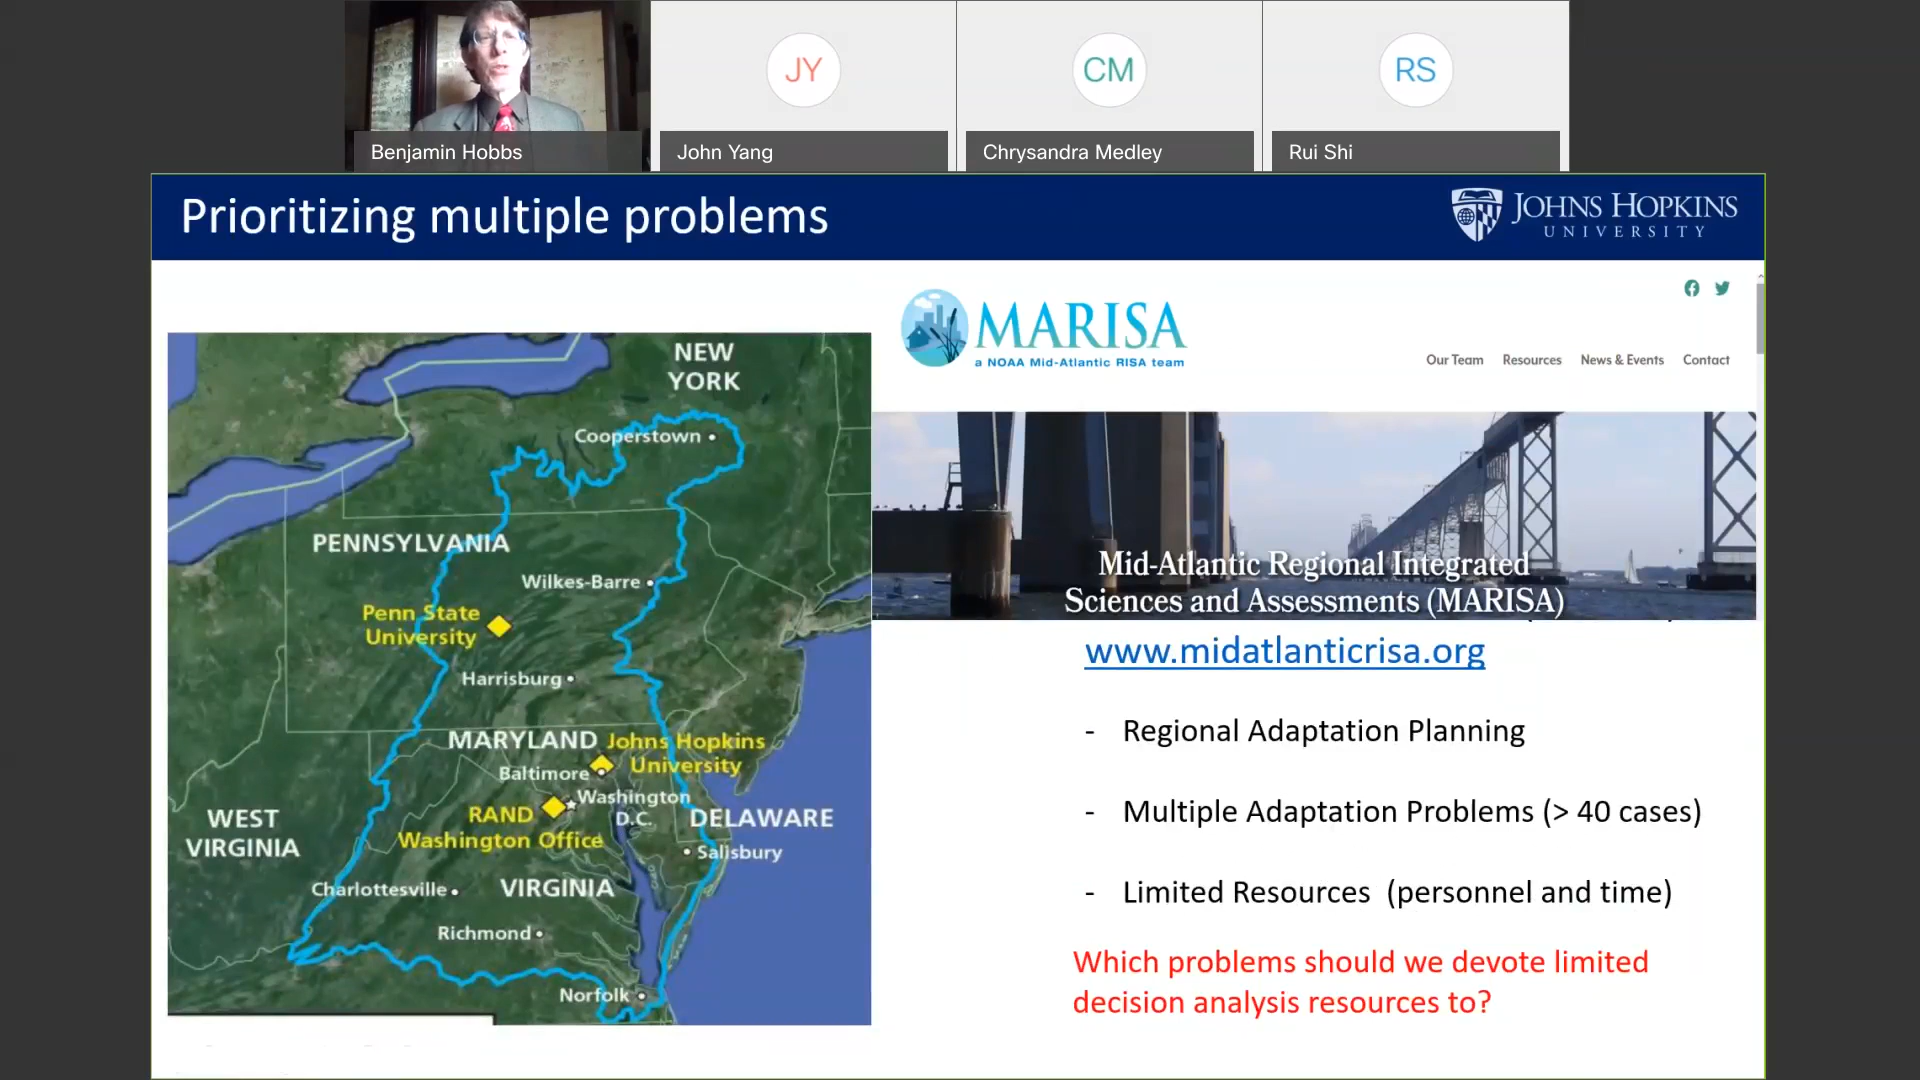 JY
CM
RS
Benjamin Hobbs
John Yang
Chrysandra Medley
Rui Shi
Prioritizing multiple problems
JOHNS HOPKINS
UNIVERSITY
NEW
YORK
Cooperstown
PENNSYLVANIA
Wilkes-Barre
Penn State
University
Harrisburg
MARYLAND
Johns Hopkins
University
Baltimore
Washington
D.C.
RAND
Washington Office
DELAWARE
WEST
VIRGINIA
Salisbury
Charlottesville
VIRGINIA
Richmond
Norfolk
MARISA
a NOAA Mid-Atlantic RISA team
Our Team Resources News & Events Contact
Mid-Atlantic Regional Integrated
Sciences and Assessments (MARISA)
www.midatlanticrisa.org
- Regional Adaptation Planning
- Multiple Adaptation Problems (> 40 cases)
- Limited Resources (personnel and time)
Which problems should we devote limited
decision analysis resources to?